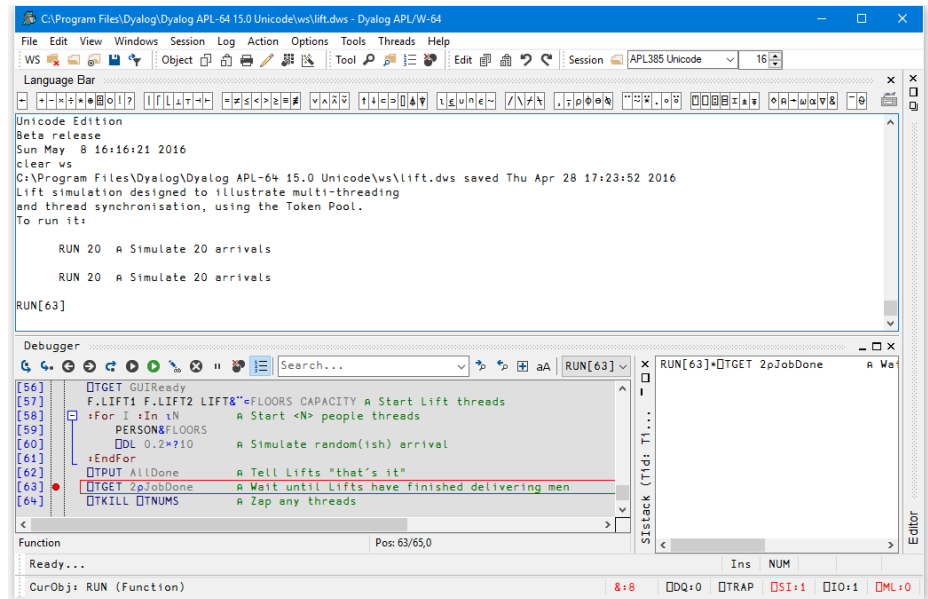 C:\Program Files\Dyalog\Dyalog APL-64 15.0 Unicode\ws\lift.dws - Dyalog APL/W-64
File Edit View Windows Session Log Action Options Tools Threads Help
WS Object Tool Edit Session APL385 Unicode 16
Language Bar
← + - × ÷ * ⍟ ⌹ ○ ! ? | ⌈ ⌊ ⊥ ⊤ ⊣ ⊢ = ≠ ≤ < > ≥ ≡ ≢ ∨ ∧ ⍱ ⍲ ↑ ↓ ⊂ ⊃ ⌷ ⍋ ⍒ ⍳ ⍷ ∪ ∩ ∊ ~ / \ ⌿ ⍀ , ⍪ ⍴ ⌽ ⊖ ⍉ ¨ ⍨ ⍣ . ∘ ⍤ ⍞ ⎕ ⍠ ⌸ ⌶ ⍎ ⍕ ⋄ ⍝ → ⍵ ⍺ ∇ & ¯ ⍬
Unicode Edition
Beta release
Sun May  8 16:16:21 2016
clear ws
C:\Program Files\Dyalog\Dyalog APL-64 15.0 Unicode\ws\lift.dws saved Thu Apr 28 17:23:52 2016
Lift simulation designed to illustrate multi-threading
and thread synchronisation, using the Token Pool.
To run it:
RUN 20  ⍝ Simulate 20 arrivals
RUN 20  ⍝ Simulate 20 arrivals
RUN[63]
Debugger
Search... aA RUN[63]
[56] ⎕TGET GUIReady
[57] F.LIFT1 F.LIFT2 LIFT&¨⊂FLOORS CAPACITY ⍝ Start Lift threads
[58] :For I :In ⍳N ⍝ Start <N> people threads
[59] PERSON&FLOORS
[60] ⎕DL 0.2×?10 ⍝ Simulate random(ish) arrival
[61] :EndFor
[62] ⎕TPUT AllDone ⍝ Tell Lifts "that's it"
[63] ⎕TGET 2⍴JobDone ⍝ Wait until Lifts have finished delivering men
[64] ⎕TKILL ⎕TNUMS ⍝ Zap any threads
Function Pos: 63/65,0
SIstack (Tid: Ti...
RUN[63]*⎕TGET 2⍴JobDone ⍝ Wai
Editor
Ready... Ins NUM
CurObj: RUN (Function) &:8 ⎕DQ:0 ⎕TRAP ⎕SI:1 ⎕IO:1 ⎕ML:0